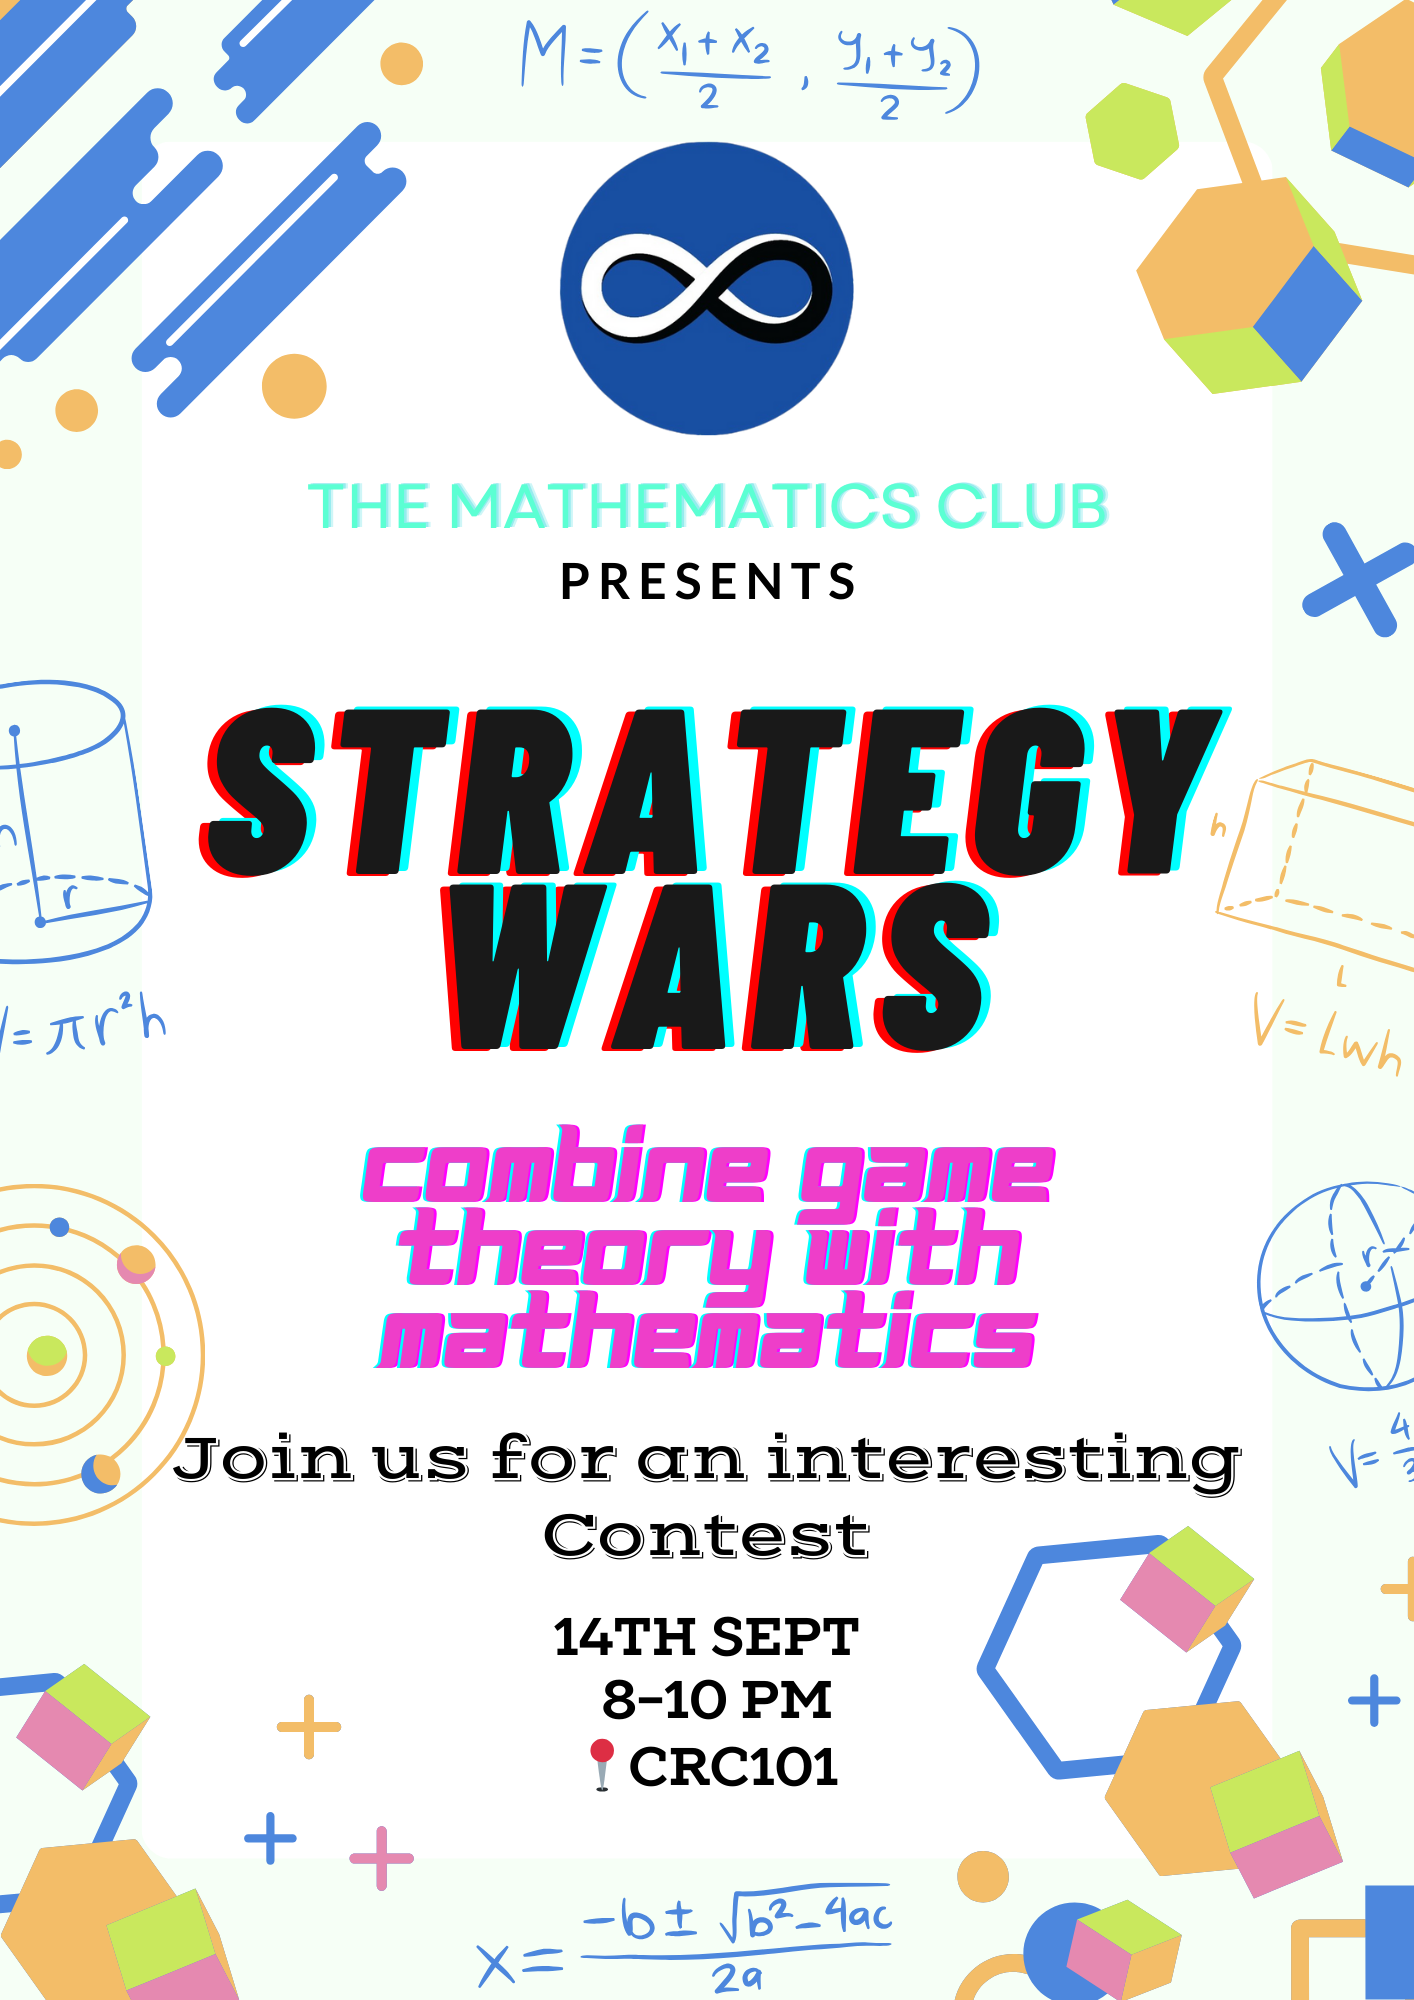 M = (x₁ + x₂ / 2 , y₁ + y₂ / 2)
THE MATHEMATICS CLUB
PRESENTS
STRATEGY
WARS
h
r
h
L
= πr²h
V = Lwh
combine game
theory with
mathematics
r
Join us for an interesting
Contest
V = 4
14TH SEPT
8-10 PM
📍CRC101
x = -b ± √b² - 4ac / 2a